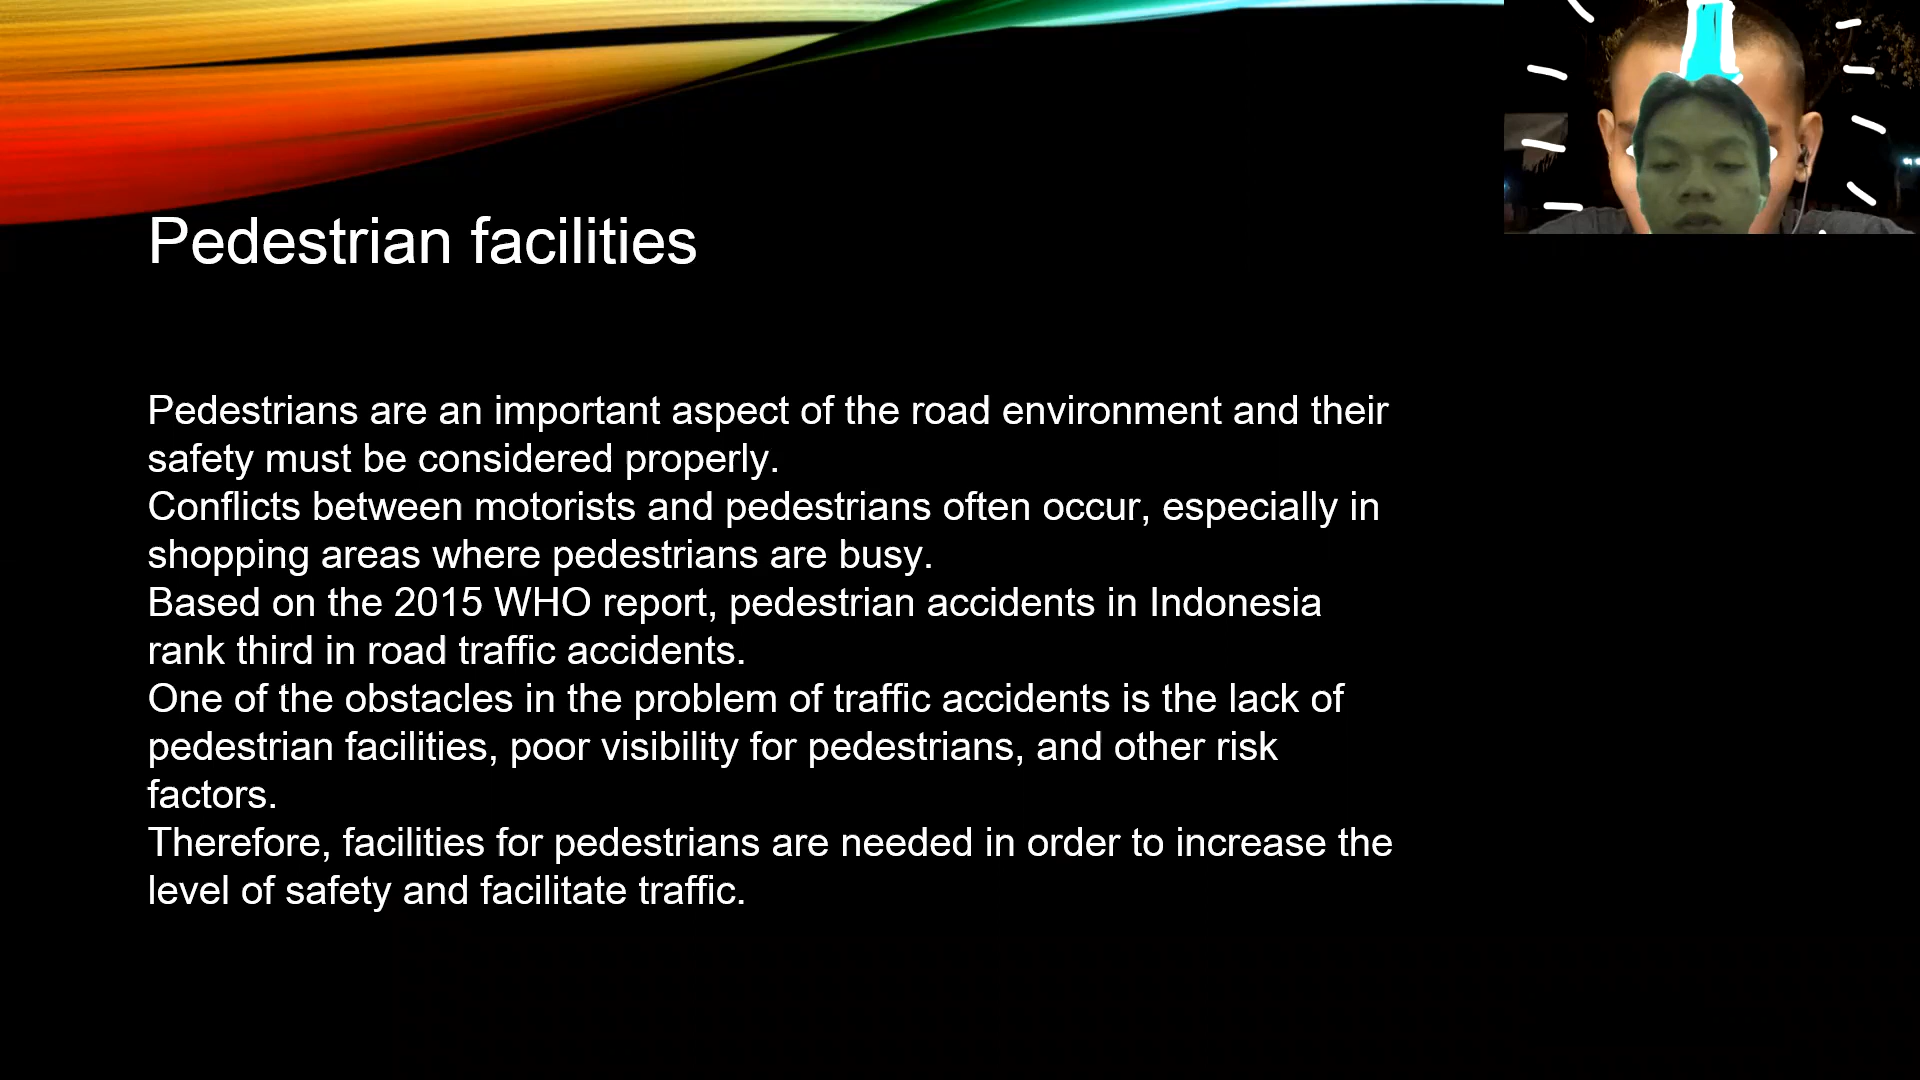 Pedestrian facilities
Pedestrians are an important aspect of the road environment and their
safety must be considered properly.
Conflicts between motorists and pedestrians often occur, especially in
shopping areas where pedestrians are busy.
Based on the 2015 WHO report, pedestrian accidents in Indonesia
rank third in road traffic accidents.
One of the obstacles in the problem of traffic accidents is the lack of
pedestrian facilities, poor visibility for pedestrians, and other risk
factors.
Therefore, facilities for pedestrians are needed in order to increase the
level of safety and facilitate traffic.